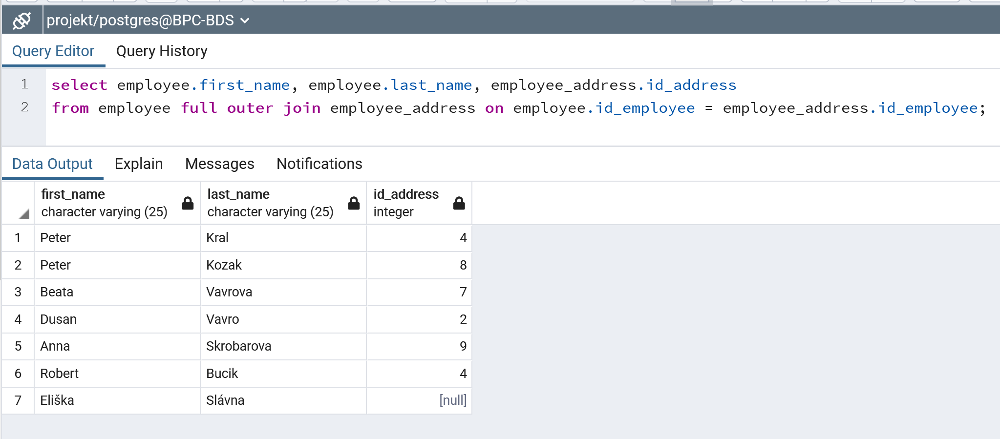 projekt/postgres@BPC-BDS
Query Editor Query History
1 select employee.first_name, employee.last_name, employee_address.id_address
2 from employee full outer join employee_address on employee.id_employee = employee_address.id_employee;
Data Output Explain Messages Notifications
first_name last_name id_address
character varying (25) character varying (25) integer
1 Peter Kral 4
2 Peter Kozak 8
3 Beata Vavrova 7
4 Dusan Vavro 2
5 Anna Skrobarova 9
6 Robert Bucik 4
7 Eliška Slávna [null]